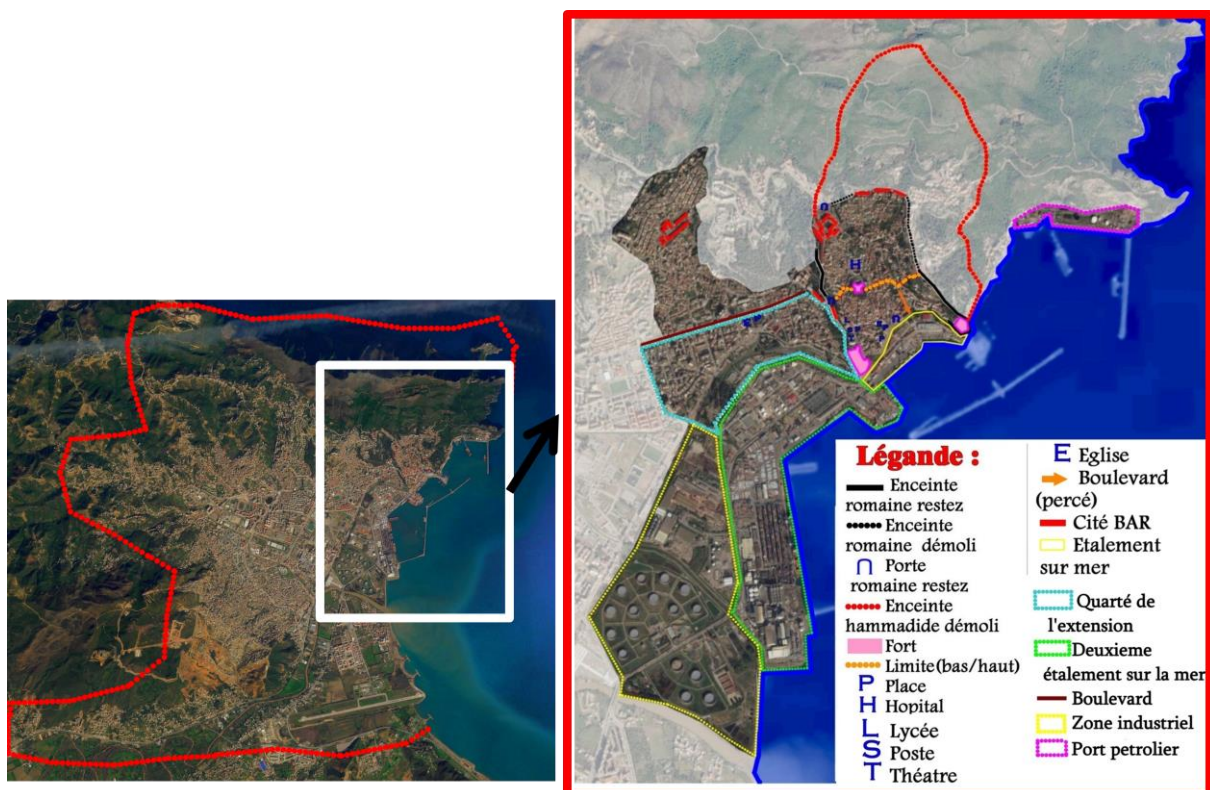 Légande :
Enceinte
romaine restez
Enceinte
romaine démoli
Porte
romaine restez
Enceinte
hammadide démoli
Fort
Limite(bas/haut)
P Place
H Hopital
L Lycée
S Poste
T Théatre
E Eglise
Boulevard
(percé)
Cité BAR
Etalement
sur mer
Quarté de
l'extension
Deuxieme
étalement sur la mer
Boulevard
Zone industriel
Port petrolier
H